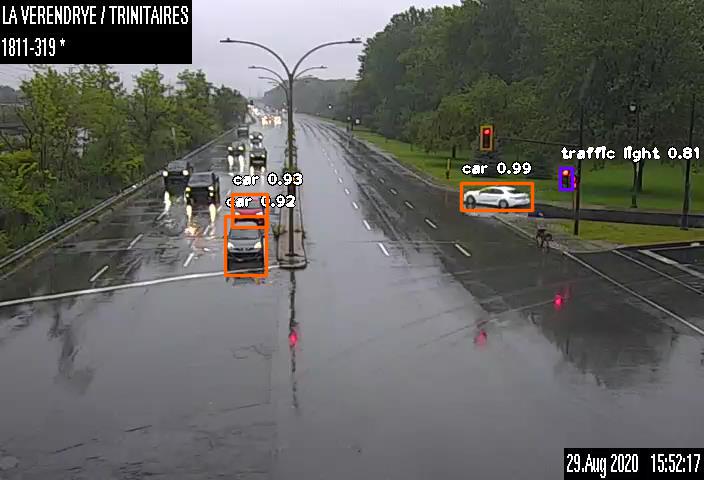 LA VERENDRYE / TRINITAIRES
1811-319 *
traffic light 0.81
car 0.99
car 0.93
car 0.92
29.Aug 2020 15:52:17